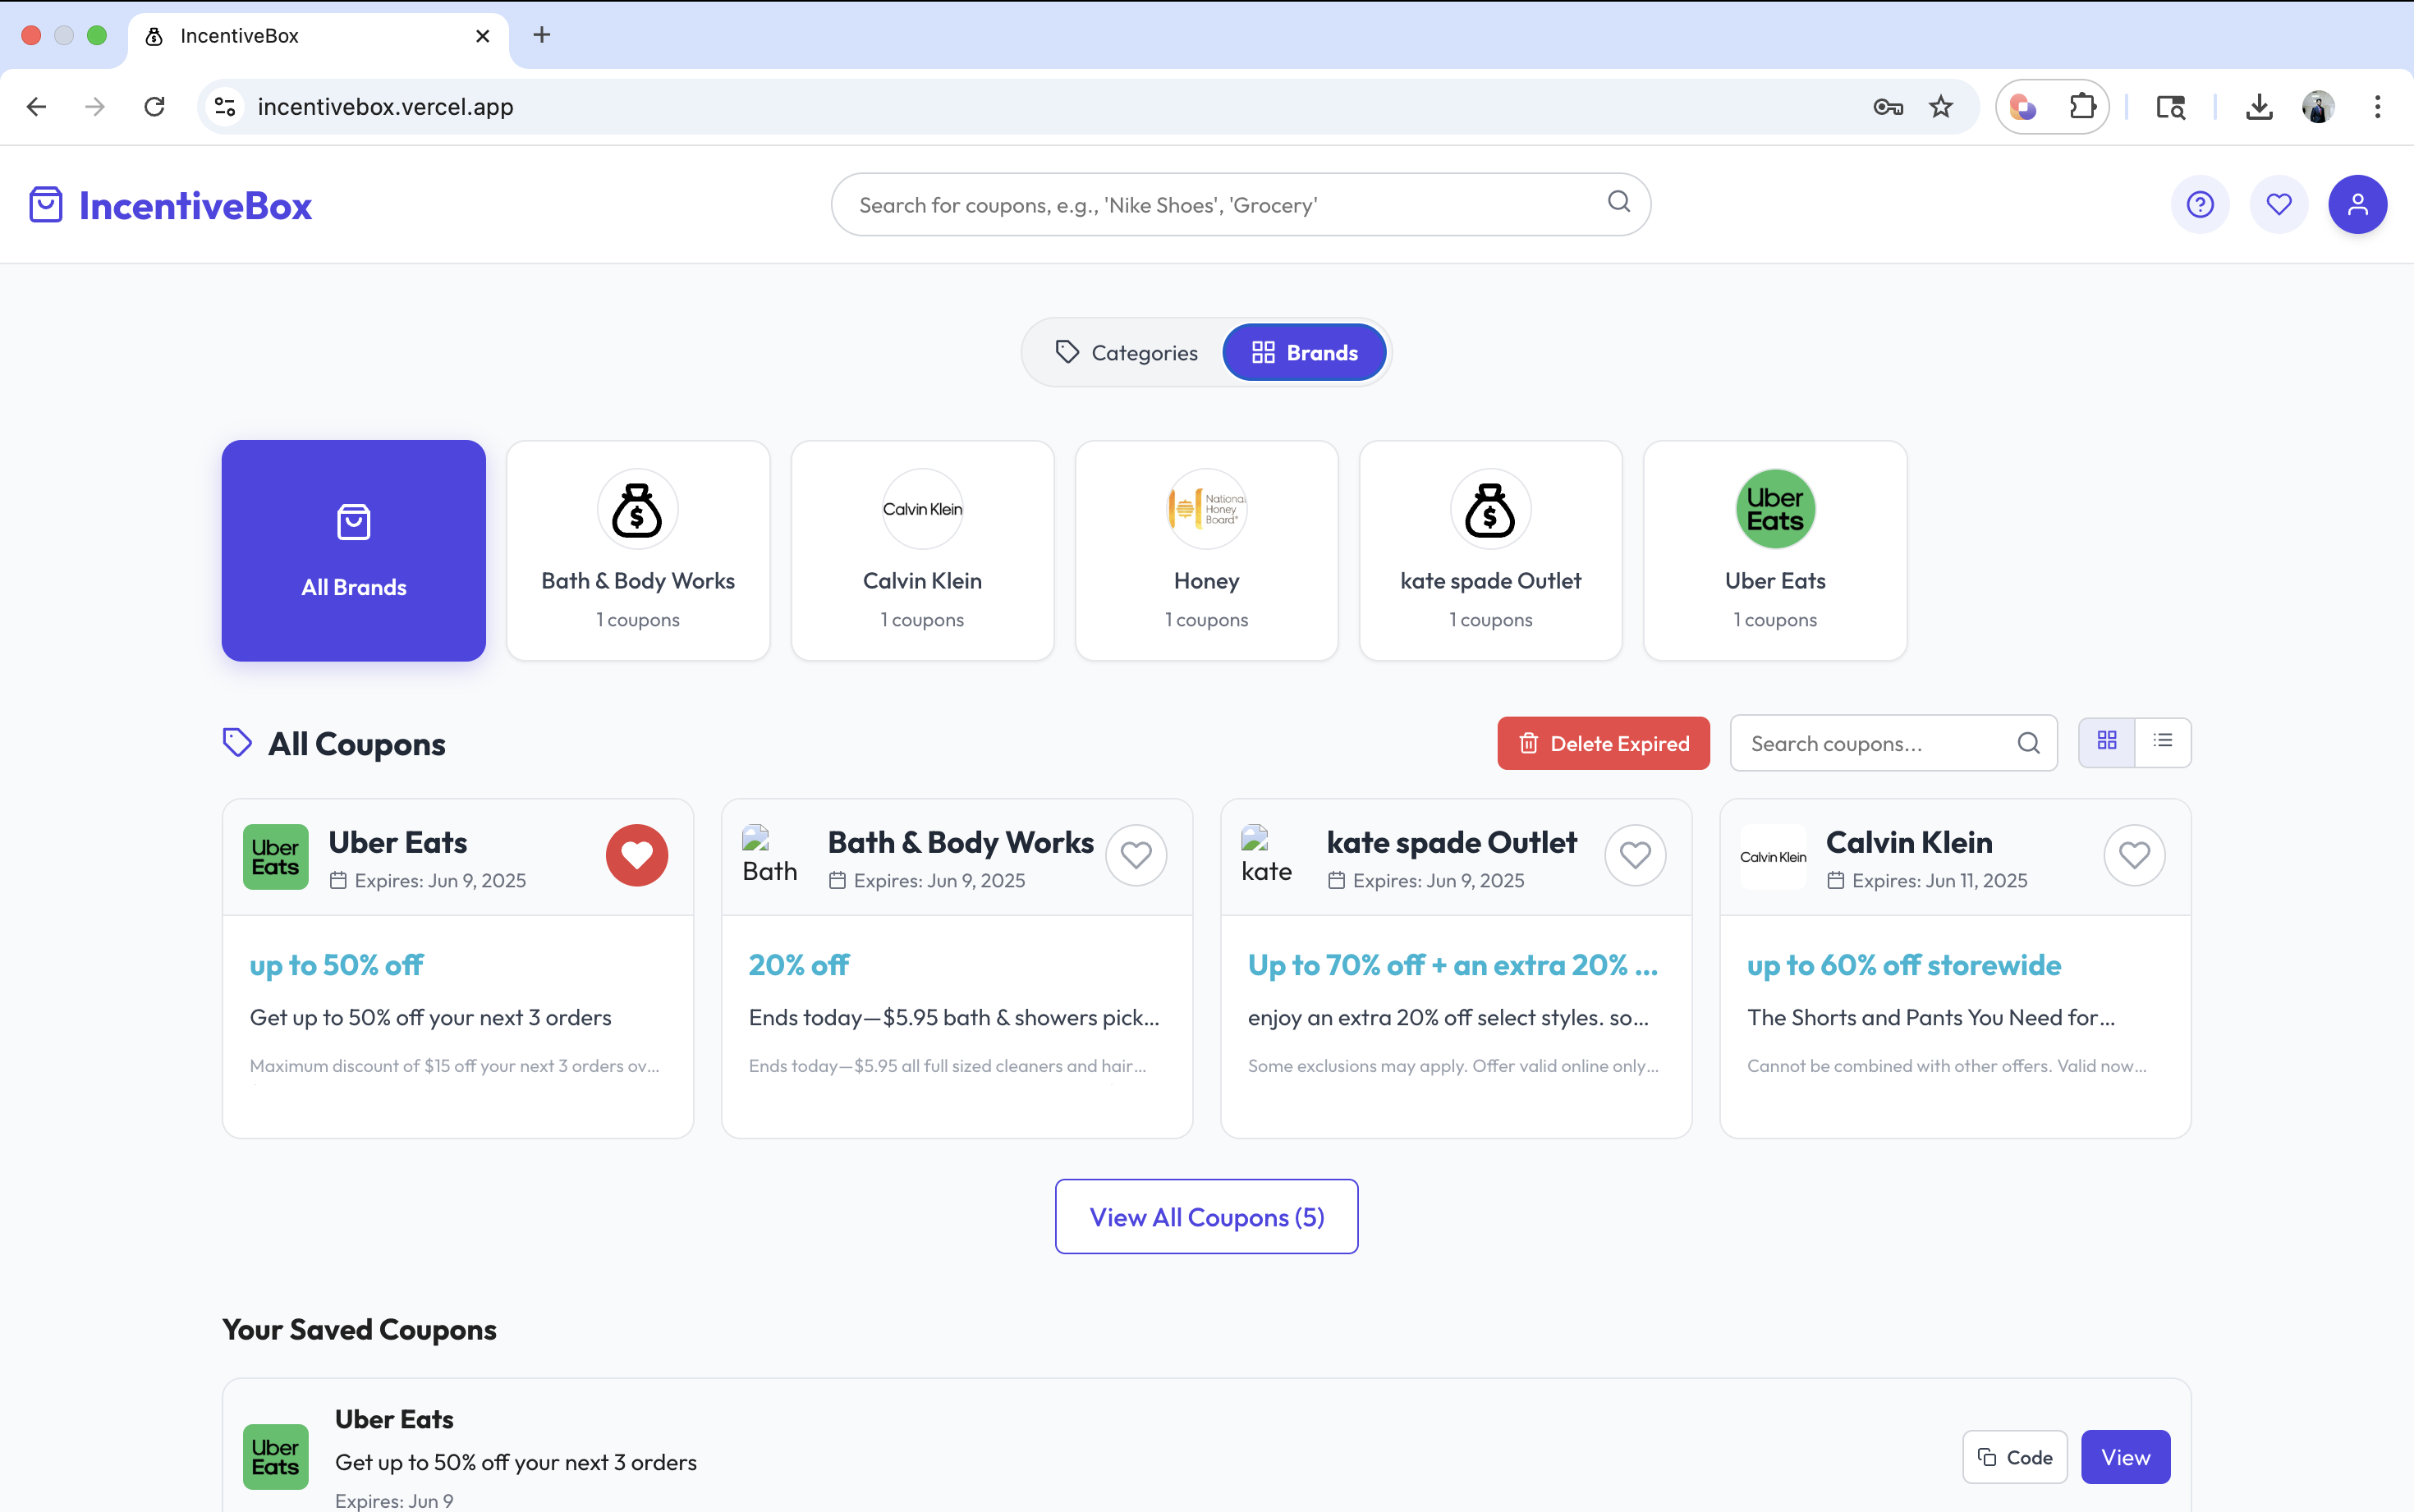 IncentiveBox
incentivebox.vercel.app
IncentiveBox
Search for coupons, e.g., 'Nike Shoes', 'Grocery'
Categories
Brands
All Brands
Bath & Body Works
1 coupons
Calvin Klein
Calvin Klein
1 coupons
National
Honey
Board
Honey
1 coupons
kate spade Outlet
1 coupons
Uber
Eats
Uber Eats
1 coupons
All Coupons
Delete Expired
Search coupons...
Uber
Eats
Uber Eats
Expires: Jun 9, 2025
up to 50% off
Get up to 50% off your next 3 orders
Maximum discount of $15 off your next 3 orders ov...
Bath
Bath & Body Works
Expires: Jun 9, 2025
20% off
Ends today—$5.95 bath & showers pick...
Ends today—$5.95 all full sized cleaners and hair...
kate
kate spade Outlet
Expires: Jun 9, 2025
Up to 70% off + an extra 20% ...
enjoy an extra 20% off select styles. so...
Some exclusions may apply. Offer valid online only...
Calvin Klein
Calvin Klein
Expires: Jun 11, 2025
up to 60% off storewide
The Shorts and Pants You Need for...
Cannot be combined with other offers. Valid now...
View All Coupons (5)
Your Saved Coupons
Uber
Eats
Uber Eats
Get up to 50% off your next 3 orders
Expires: Jun 9
Code
View